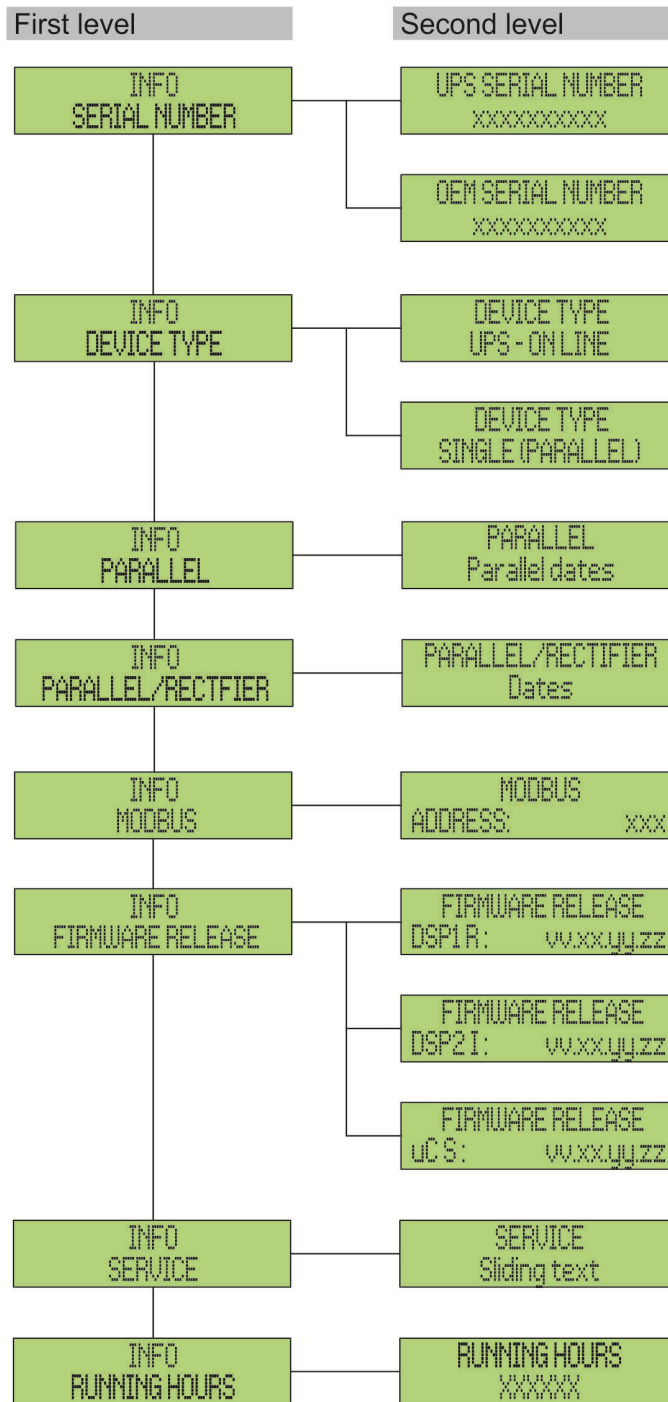 First level
Second level
INFO
SERIAL NUMBER
UPS SERIAL NUMBER
xxxxxxxxxxx
OEM SERIAL NUMBER
xxxxxxxxxxx
INFO
DEVICE TYPE
DEVICE TYPE
UPS - ON LINE
DEVICE TYPE
SINGLE (PARALLEL)
INFO
PARALLEL
PARALLEL
Parallel dates
INFO
PARALLEL/RECTFIER
PARALLEL/RECTIFIER
Dates
INFO
MODBUS
MODBUS
ADDRESS: xxx
INFO
FIRMWARE RELEASE
FIRMWARE RELEASE
DSP1 R: vv.xx.yy.zz
FIRMWARE RELEASE
DSP2 I: vv.xx.yy.zz
FIRMWARE RELEASE
uC S: vv.xx.yy.zz
INFO
SERVICE
SERVICE
Sliding text
INFO
RUNNING HOURS
RUNNING HOURS
XXXXXX